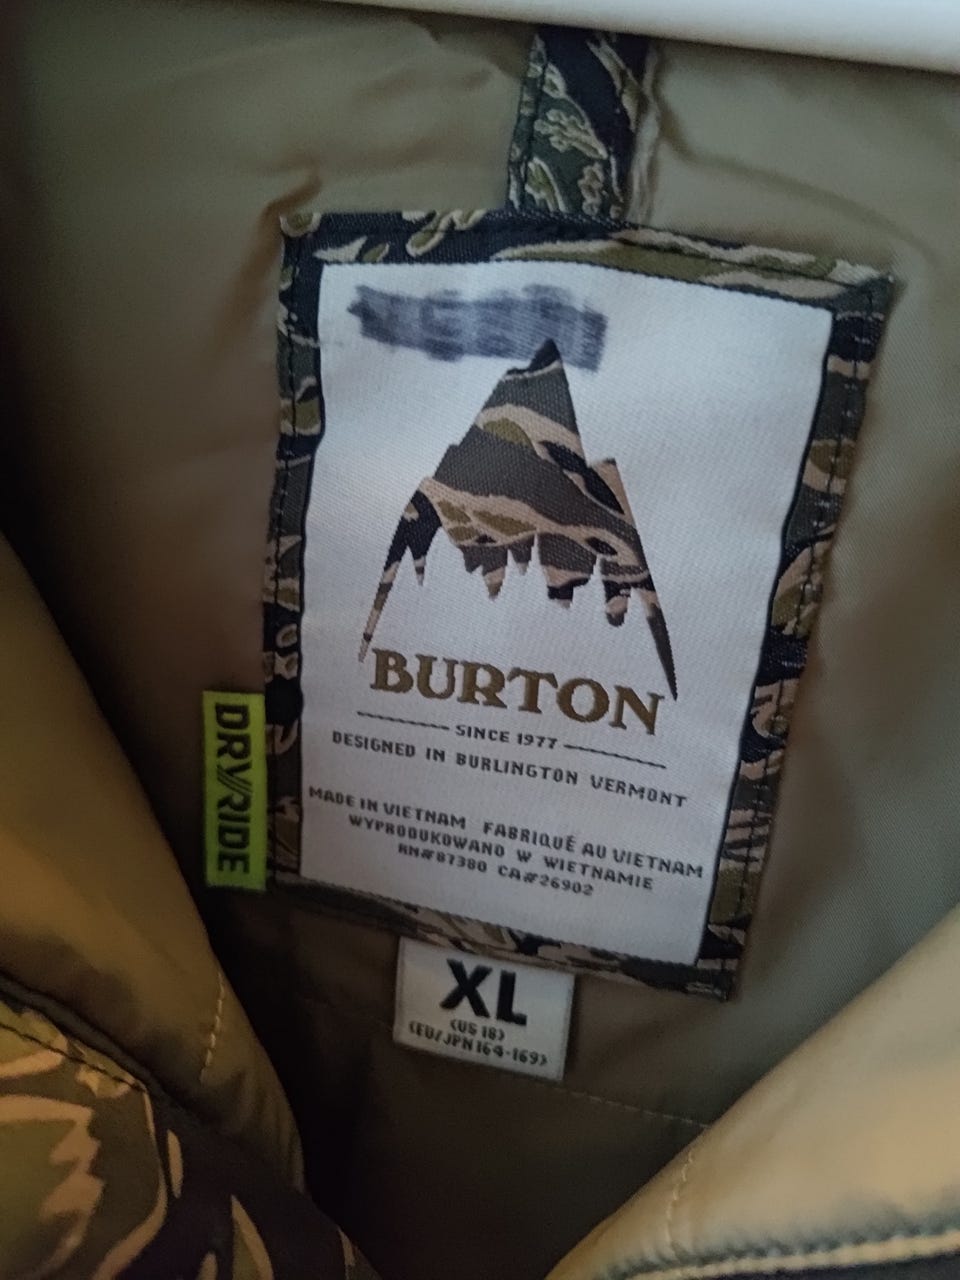 BURTON
SINCE 1977
DESIGNED IN BURLINGTON VERMONT
MADE IN VIETNAM FABRIQUÉ AU VIETNAM
WYPRODUKOWANO W WIETNAMIE
RN#87380 CA#26902
DRYRIDE
XL
(US 18)
(EU/JPN 164-169)